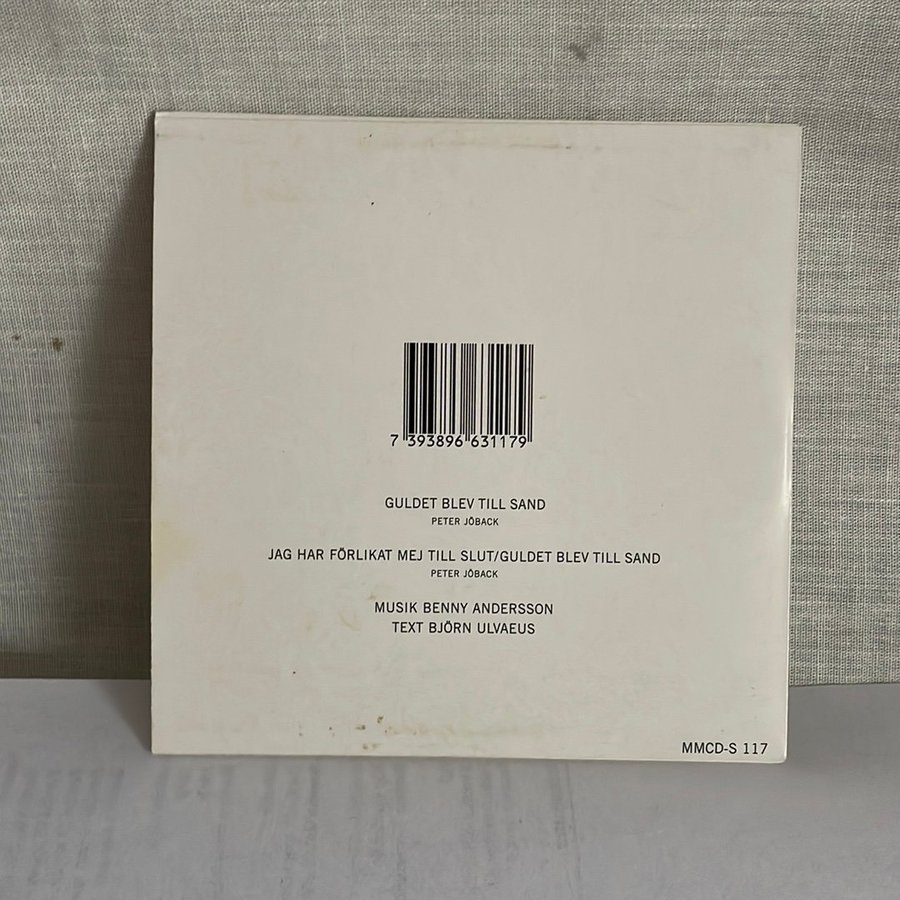 7 393896 631179
GULDET BLEV TILL SAND
PETER JÖBACK
JAG HAR FÖRLIKAT MEJ TILL SLUT/GULDET BLEV TILL SAND
PETER JÖBACK
MUSIK BENNY ANDERSSON
TEXT BJÖRN ULVAEUS
MMCD-S 117